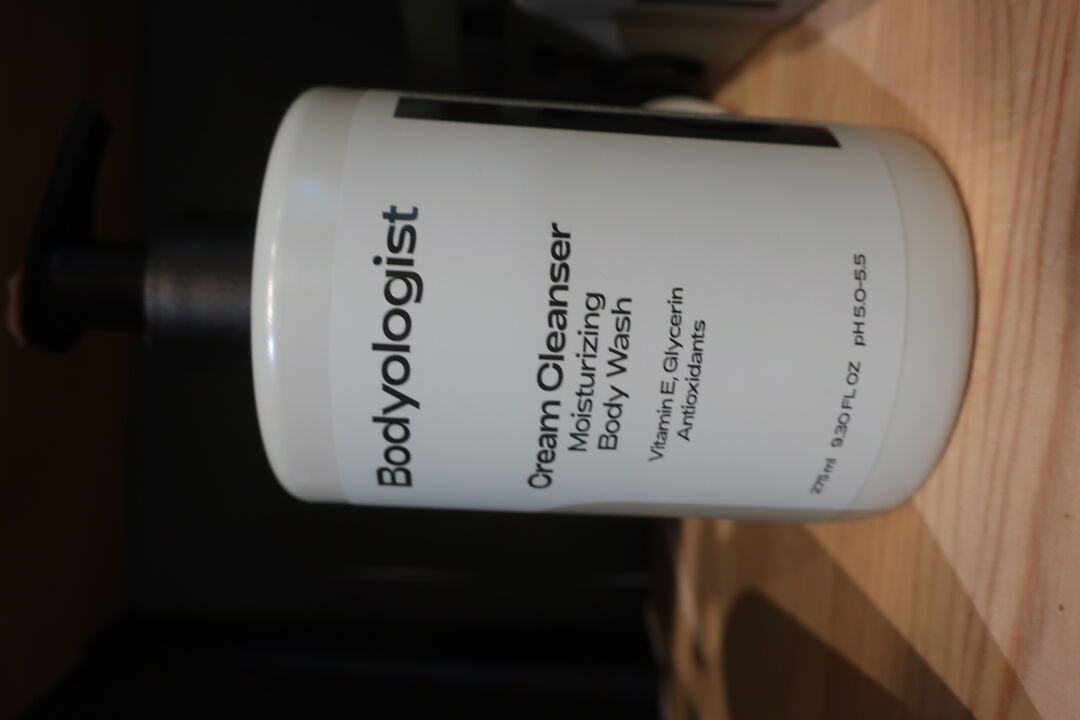 Bodyologist
Cream Cleanser
Moisturizing
Body Wash
Vitamin E, Glycerin
Antioxidants
275 ml 9.30 FL OZ pH 5.0-5.5